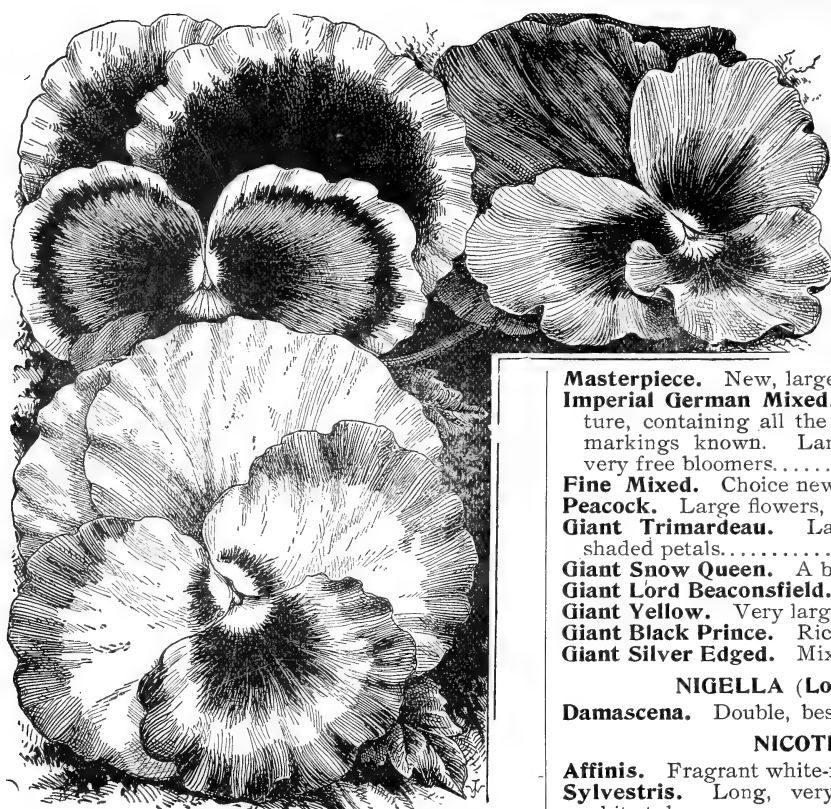 Masterpiece. New, large
Imperial German Mixed.
ture, containing all the
markings known. Lar
very free bloomers......
Fine Mixed. Choice new
Peacock. Large flowers,
Giant Trimardeau. La
shaded petals..........
Giant Snow Queen. A b
Giant Lord Beaconsfield.
Giant Yellow. Very larg
Giant Black Prince. Ric
Giant Silver Edged. Mix
NIGELLA (Lo
Damascena. Double, bes
NICOTI
Affinis. Fragrant white-
Sylvestris. Long, very